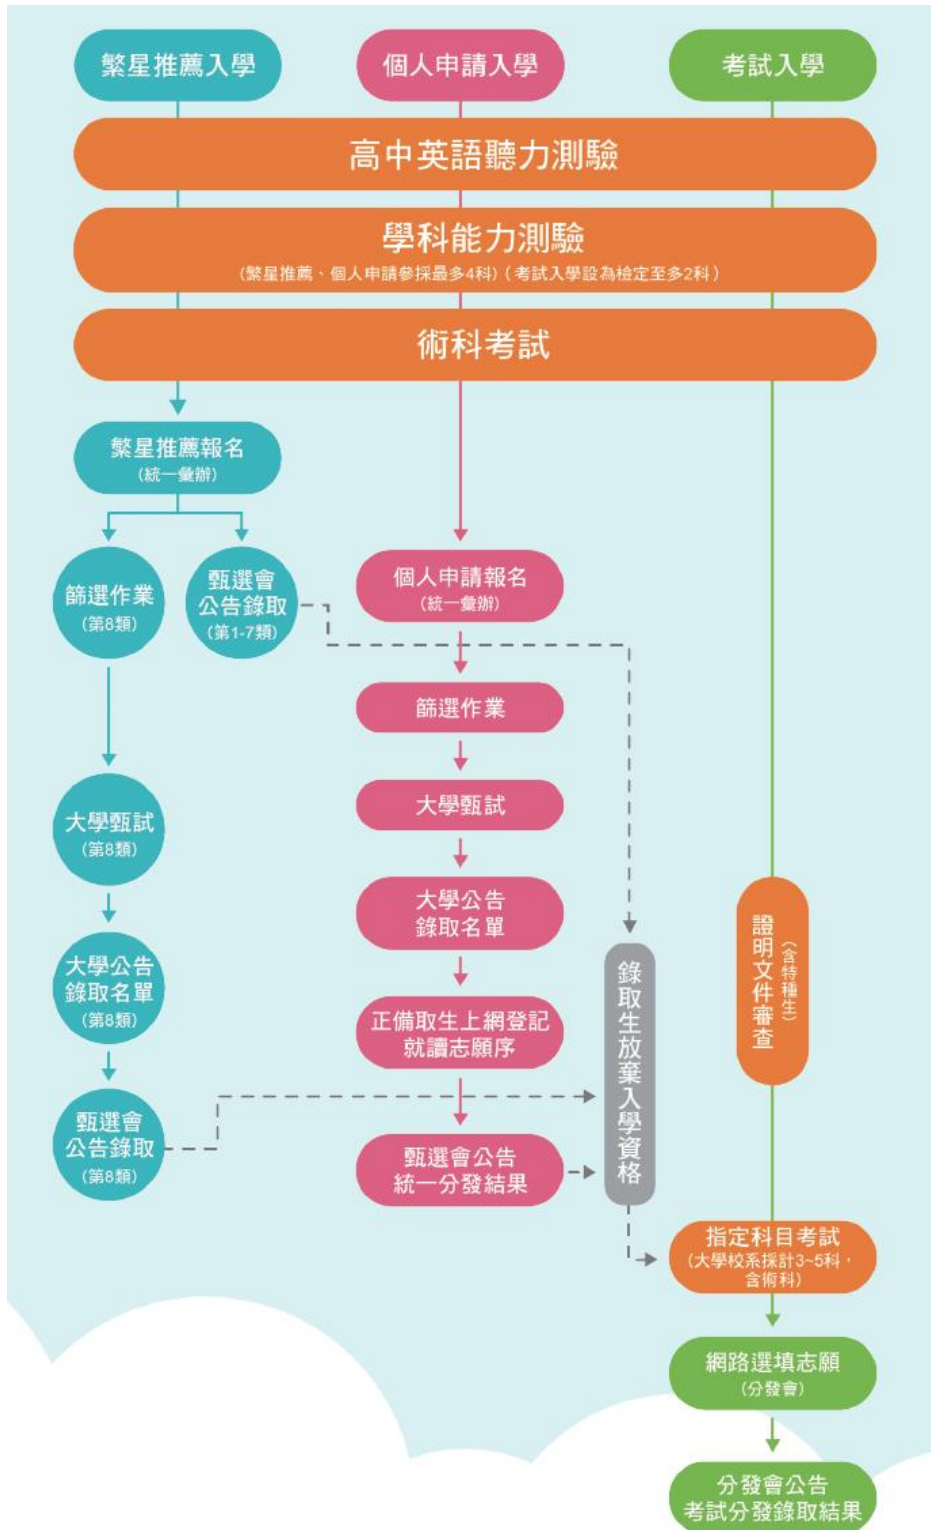 繁星推薦入學
個人申請入學
考試入學
高中英語聽力測驗
學科能力測驗
(繁星推薦、個人申請參採最多4科)(考試入學設為檢定至多2科)
術科考試
繁星推薦報名
(統一彙辦)
篩選作業
(第8類)
甄選會
公告錄取
(第1-7類)
大學甄試
(第8類)
大學公告
錄取名單
(第8類)
甄選會
公告錄取
(第8類)
個人申請報名
(統一彙辦)
篩選作業
大學甄試
大學公告
錄取名單
正備取生上網登記
就讀志願序
甄選會公告
統一分發結果
錄取生放棄入學資格
證明文件審查
(含特種生)
指定科目考試
(大學校系採計3~5科，
含術科)
網路選填志願
(分發會)
分發會公告
考試分發錄取結果